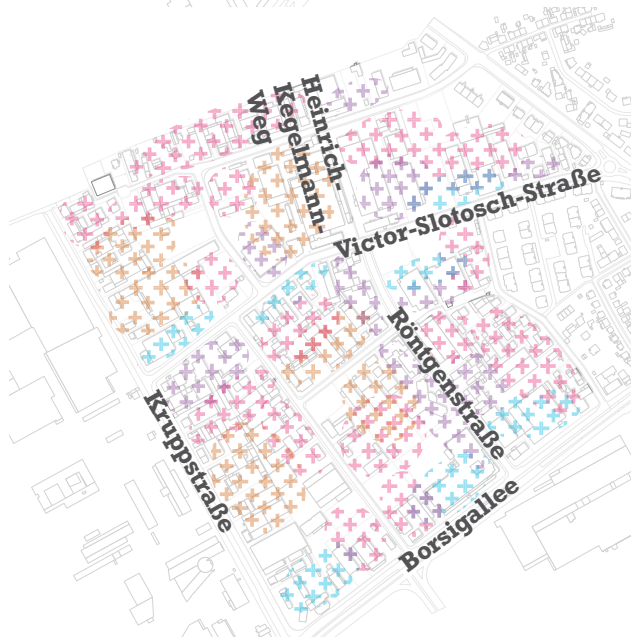 Heinrich-
Kegelmann-
Weg
Victor-Slotosch-Straße
Röntgenstraße
Kruppstraße
Borsigallee